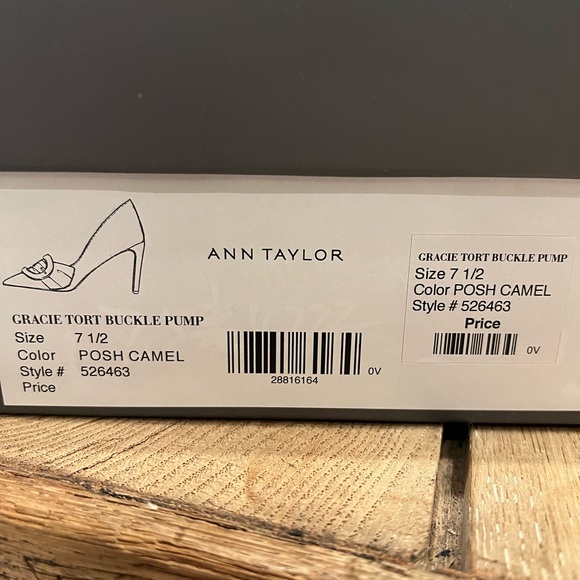 ANN TAYLOR
GRACIE TORT BUCKLE PUMP
Size 7 1/2
Color POSH CAMEL
Style # 526463
Price
28816164
0V
GRACIE TORT BUCKLE PUMP
Size 7 1/2
Color POSH CAMEL
Style # 526463
Price
0V